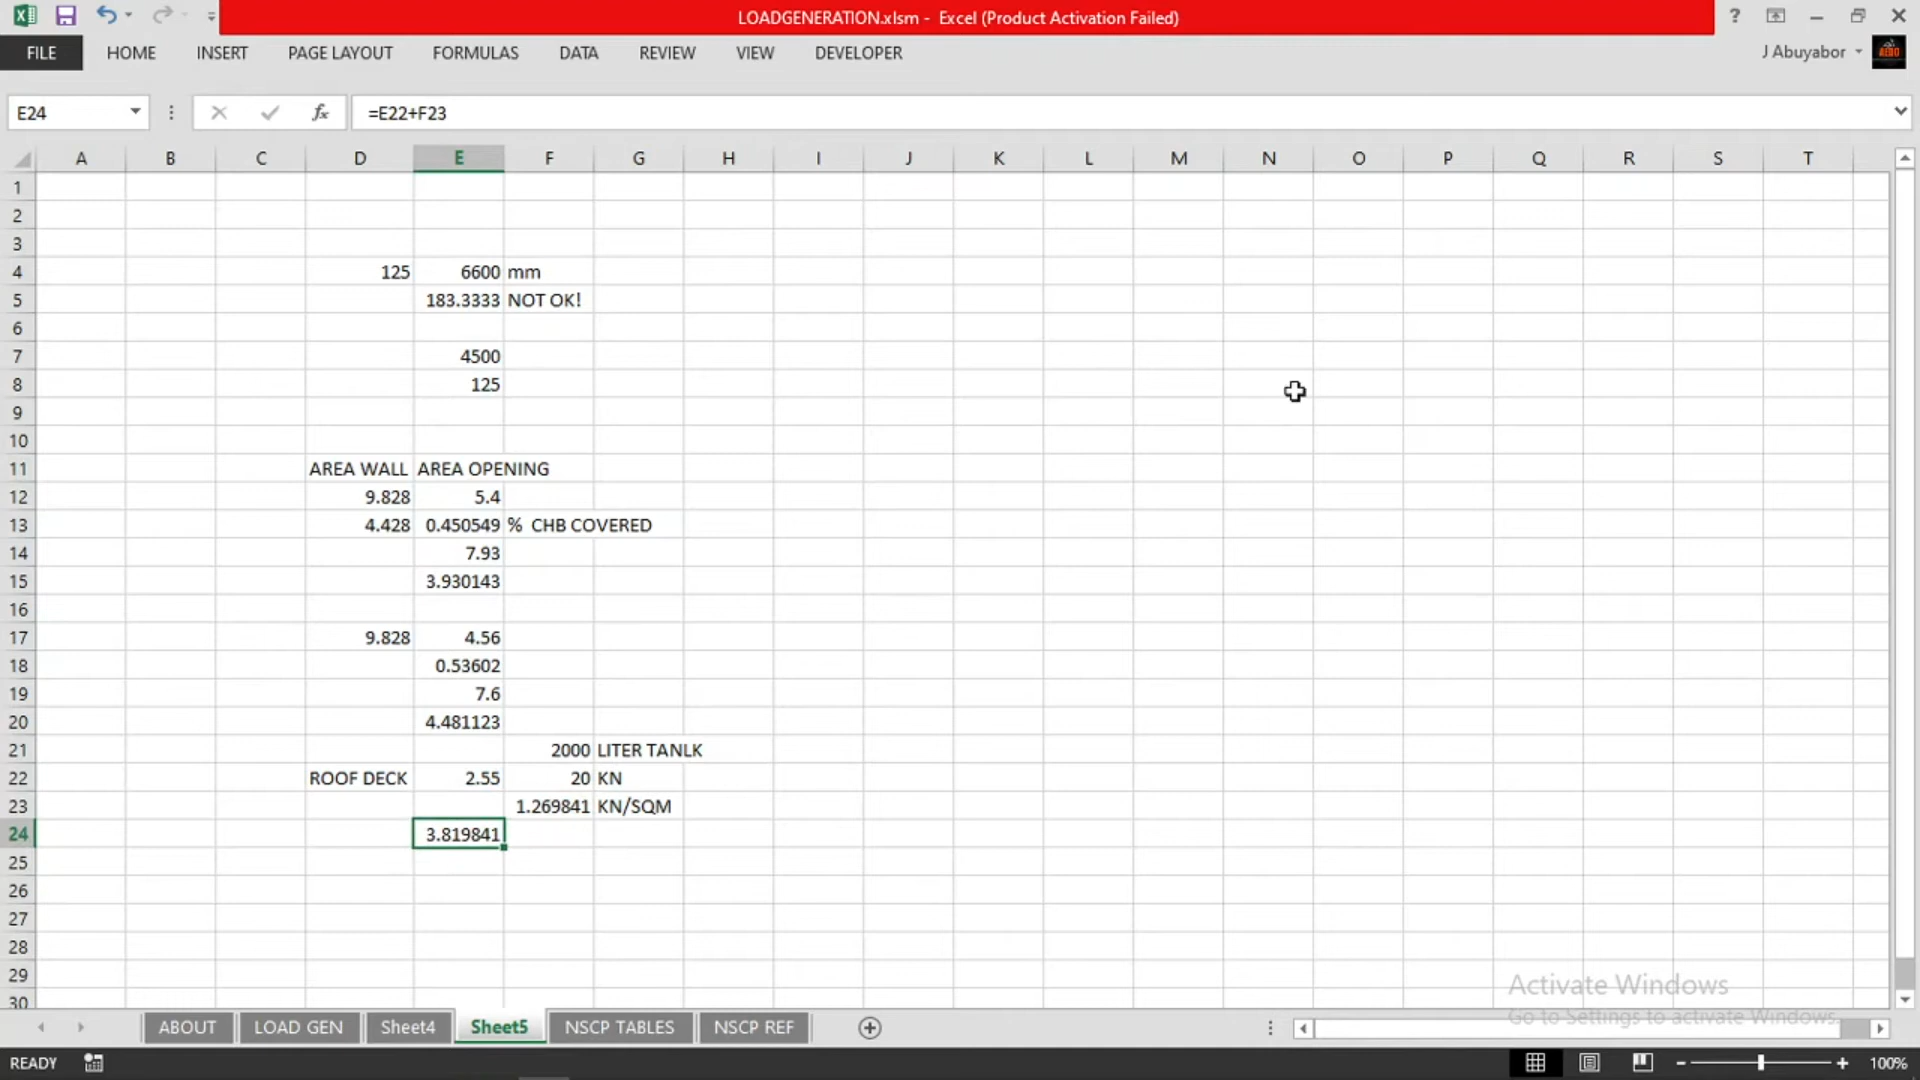 LOADGENERATION.xlsm - Excel (Product Activation Failed)
?
FILE HOME INSERT PAGE LAYOUT FORMULAS DATA REVIEW VIEW DEVELOPER J Abuyabor
E24 fx =E22+F23
A B C D E F G H I J K L M N O P Q R S T
1
2
3
4 125 6600 mm
5 183.3333 NOT OK!
6
7 4500
8 125
9
10
11 AREA WALL AREA OPENING
12 9.828 5.4
13 4.428 0.450549 % CHB COVERED
14 7.93
15 3.930143
16
17 9.828 4.56
18 0.53602
19 7.6
20 4.481123
21 2000 LITER TANLK
22 ROOF DECK 2.55 20 KN
23 1.269841 KN/SQM
24 3.819841
25
26
27
28
29
30
Activate Windows
Go to Settings to activate Windows.
ABOUT LOAD GEN Sheet4 Sheet5 NSCP TABLES NSCP REF
READY 100%